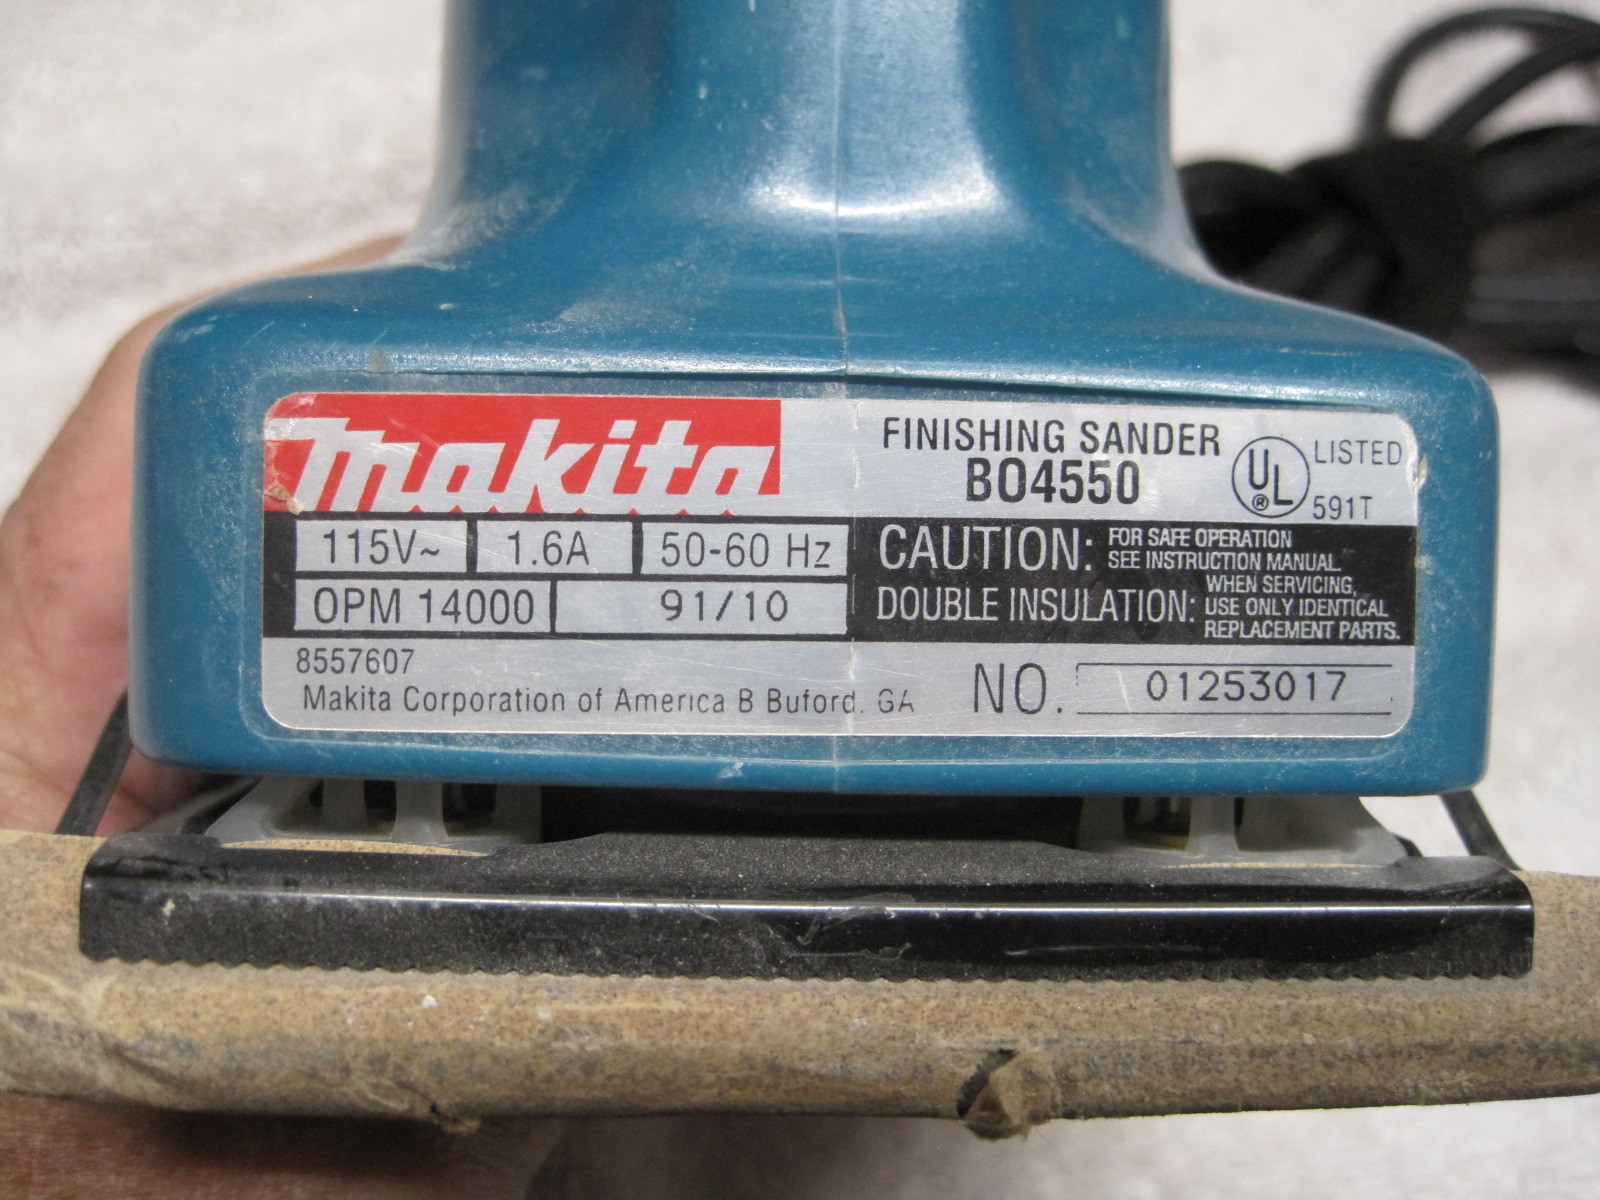 makita
FINISHING SANDER
BO4550
UL
®
LISTED
591T
115V~ 1.6A 50-60 Hz
OPM 14000 91/10
CAUTION: FOR SAFE OPERATION
SEE INSTRUCTION MANUAL.
DOUBLE INSULATION: WHEN SERVICING,
USE ONLY IDENTICAL
REPLACEMENT PARTS.
8557607
Makita Corporation of America B Buford. GA
NO. 01253017